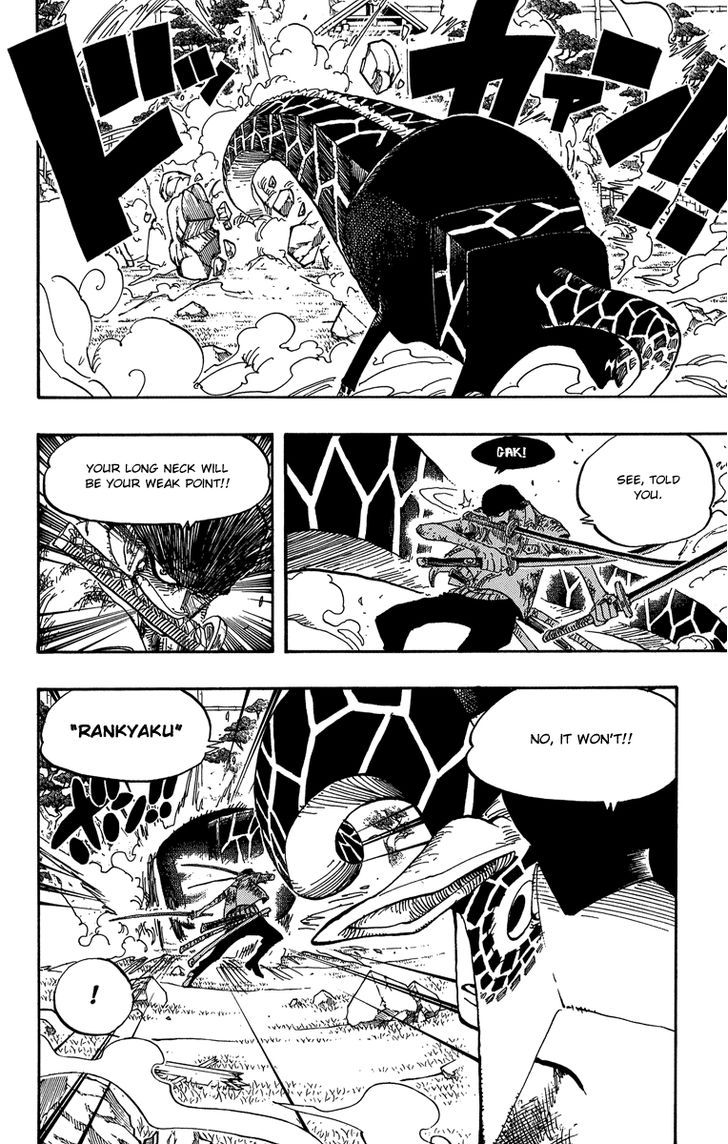 ドッカァン!!
SEE, TOLD
YOU.
GAK!
YOUR LONG NECK WILL
BE YOUR WEAK POINT!!
NO, IT WON'T!!
"RANKYAKU"
!